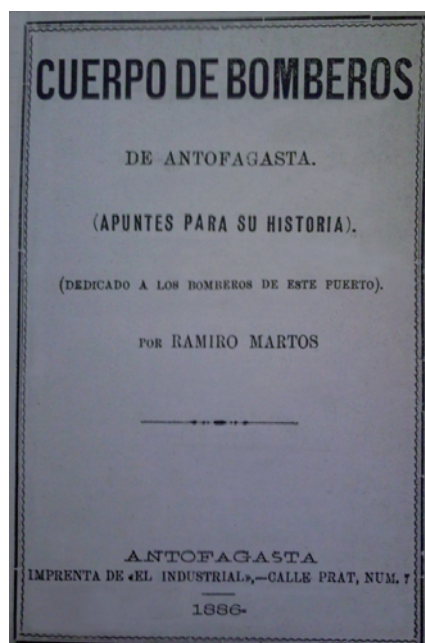 CUERPO DE BOMBEROS
DE ANTOFAGASTA.
(APUNTES PARA SU HISTORIA).
(DEDICADO A LOS BOMBEROS DE ESTE PUERTO).
POR RAMIRO MARTOS
ANTOFAGASTA
IMPRENTA DE «EL INDUSTRIAL»,—CALLE PRAT, NUM. 7
1886